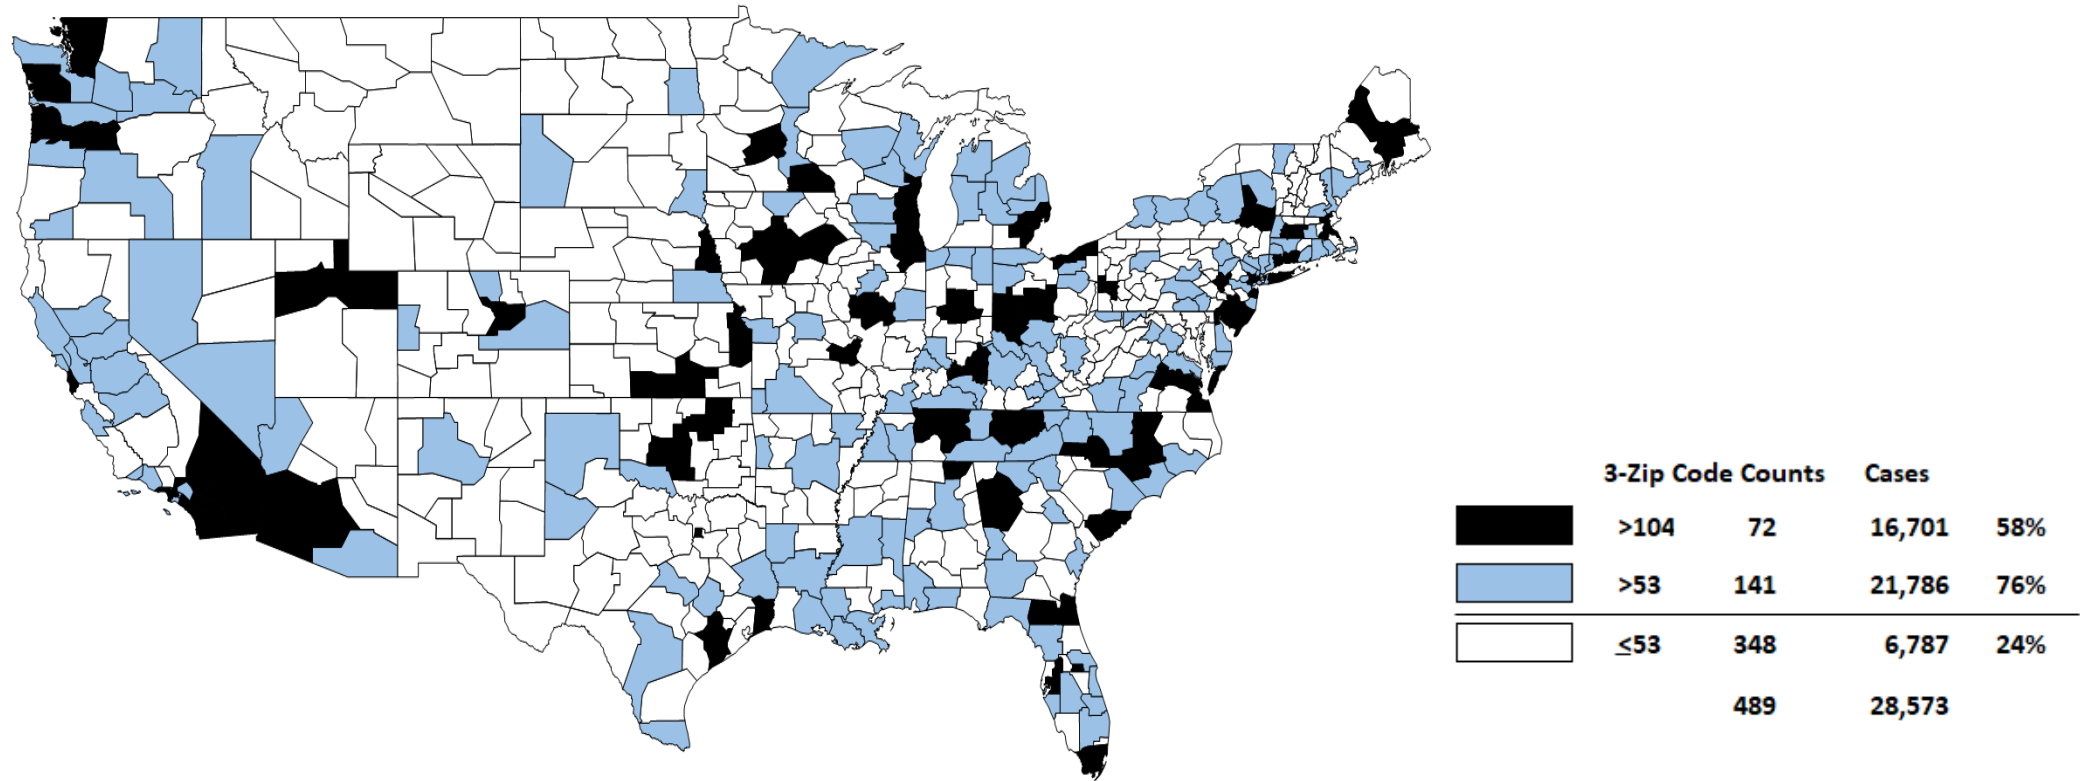 3-Zip Code Counts Cases
>104 72 16,701 58%
>53 141 21,786 76%
≤53 348 6,787 24%
489 28,573